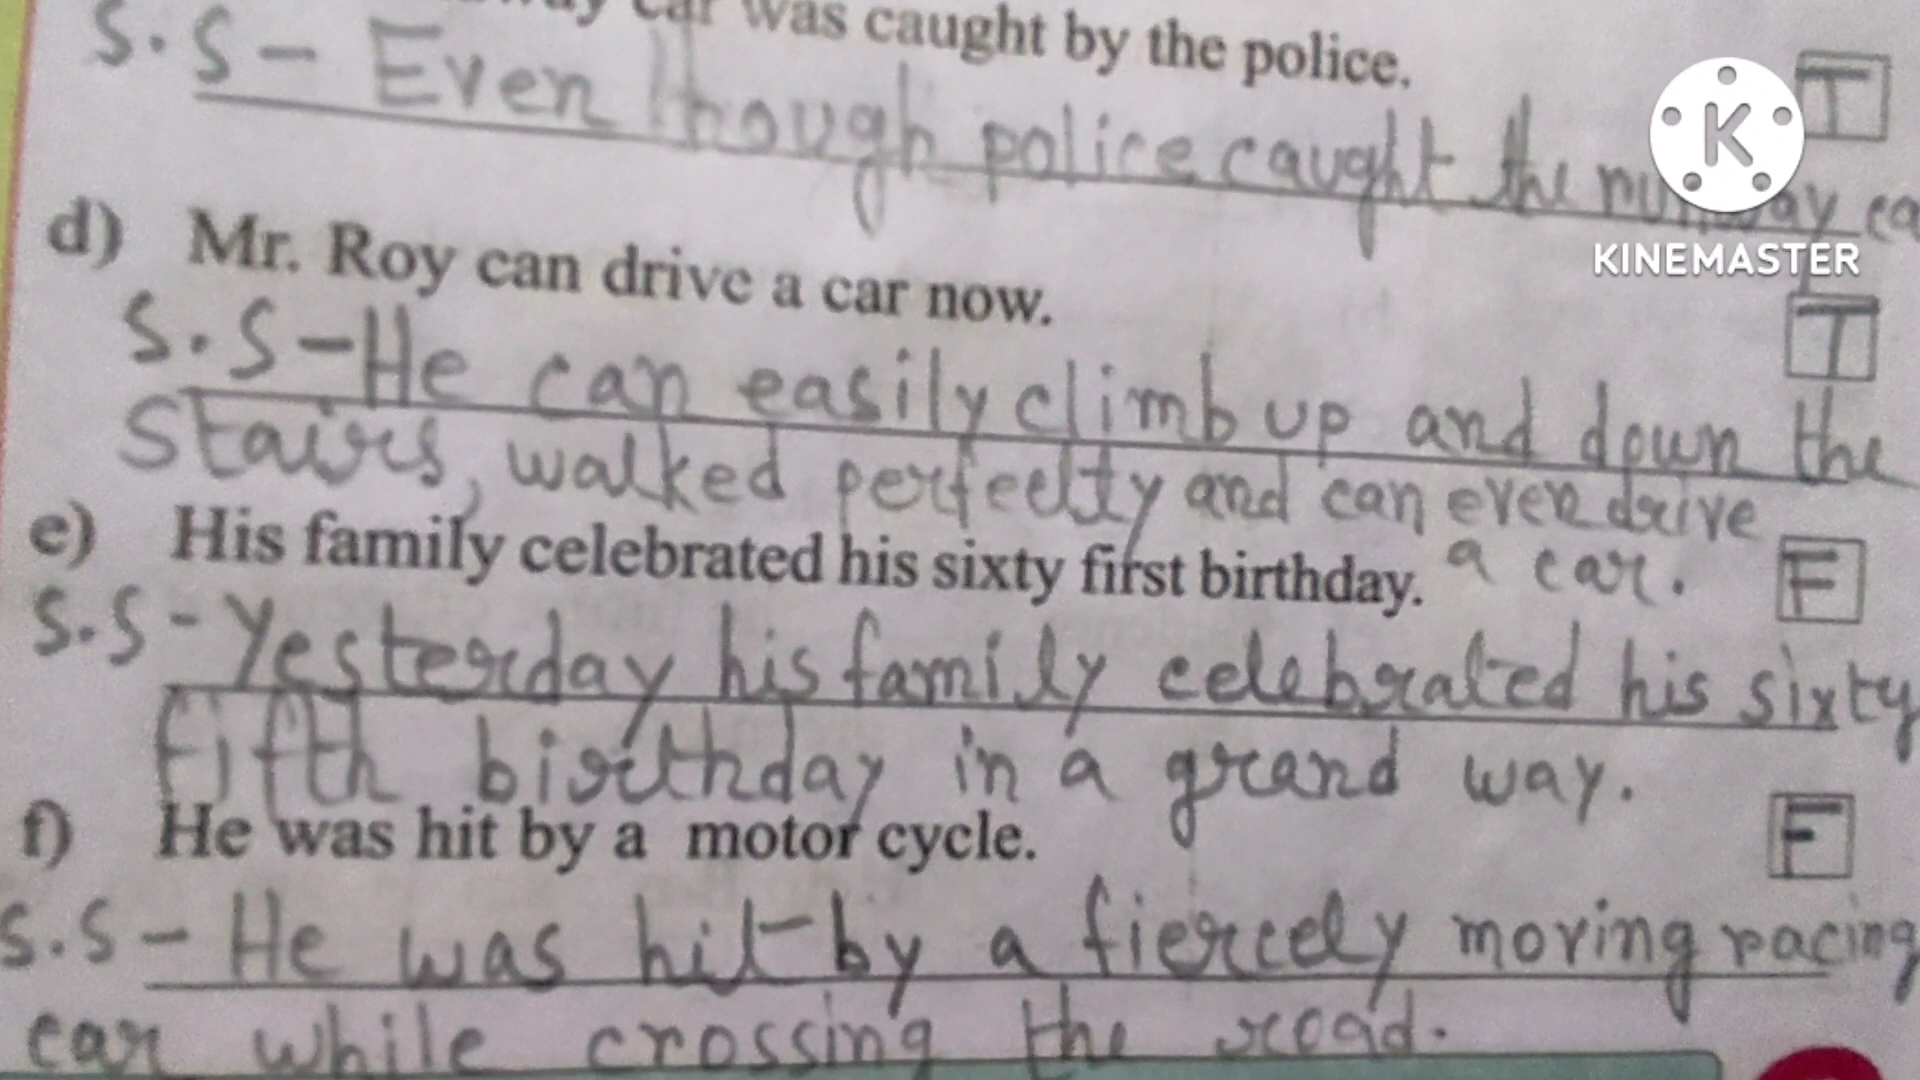 car was caught by the police. T
S.S - Even though police caught the
K
KINEMASTER
d) Mr. Roy can drive a car now. T
S.S - He can easily climb up and down the
Stairs, walked perfeclty and can even drive
a car.
e) His family celebrated his sixty first birthday. F
S.S - Yesterday his family celebrated his sixty
fifth birthday in a grand way.
f) He was hit by a motor cycle. F
S.S - He was hit by a fiercely moving racing
car while crossing the road.